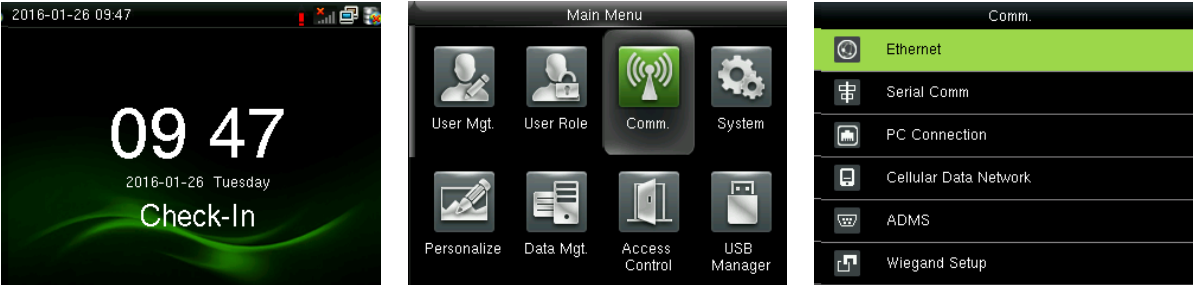 2016-01-26 09:47
09 47
2016-01-26 Tuesday
Check-In
Main Menu
User Mgt.
User Role
Comm.
System
Personalize
Data Mgt.
Access
Control
USB
Manager
Comm.
Ethernet
Serial Comm
PC Connection
Cellular Data Network
ADMS
Wiegand Setup